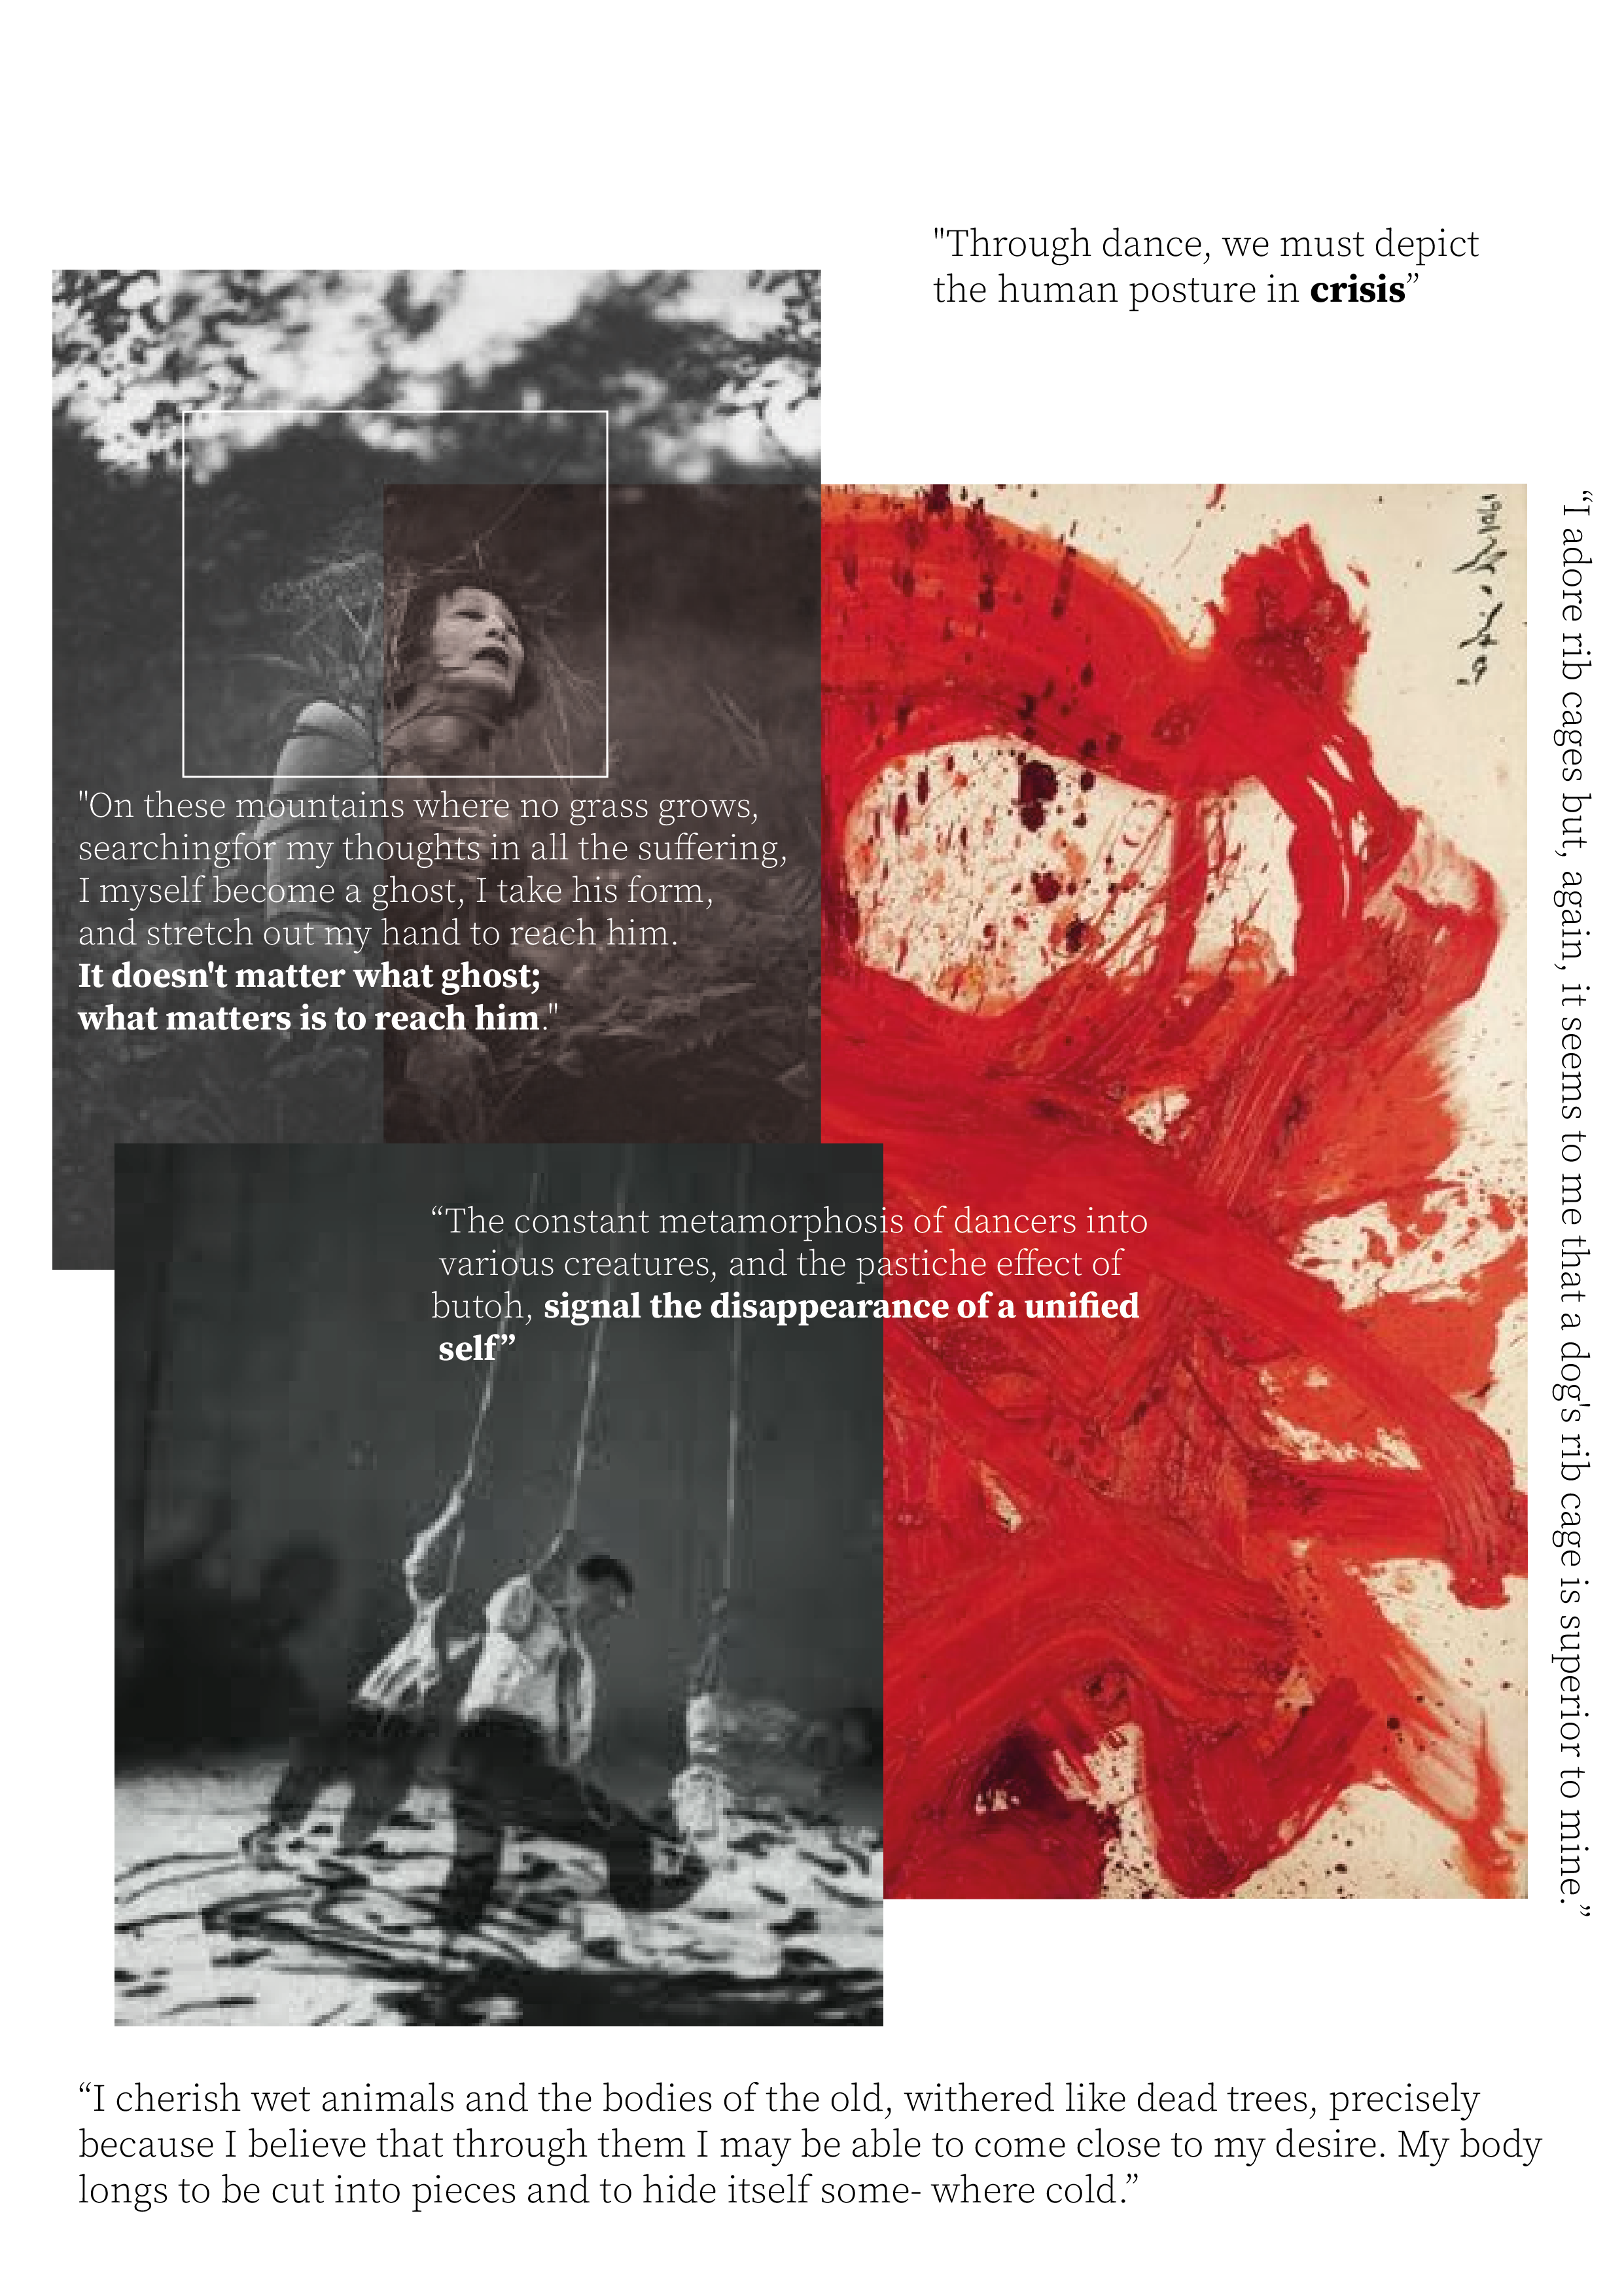 "Through dance, we must depict
the human posture in crisis”
"On these mountains where no grass grows,
searchingfor my thoughts in all the suffering,
I myself become a ghost, I take his form,
and stretch out my hand to reach him.
It doesn't matter what ghost;
what matters is to reach him."
“I adore rib cages but, again, it seems to me that a dog's rib cage is superior to mine.”
“The constant metamorphosis of dancers into
various creatures, and the pastiche effect of
butoh, signal the disappearance of a unified
self”
“I cherish wet animals and the bodies of the old, withered like dead trees, precisely
because I believe that through them I may be able to come close to my desire. My body
longs to be cut into pieces and to hide itself some- where cold.”